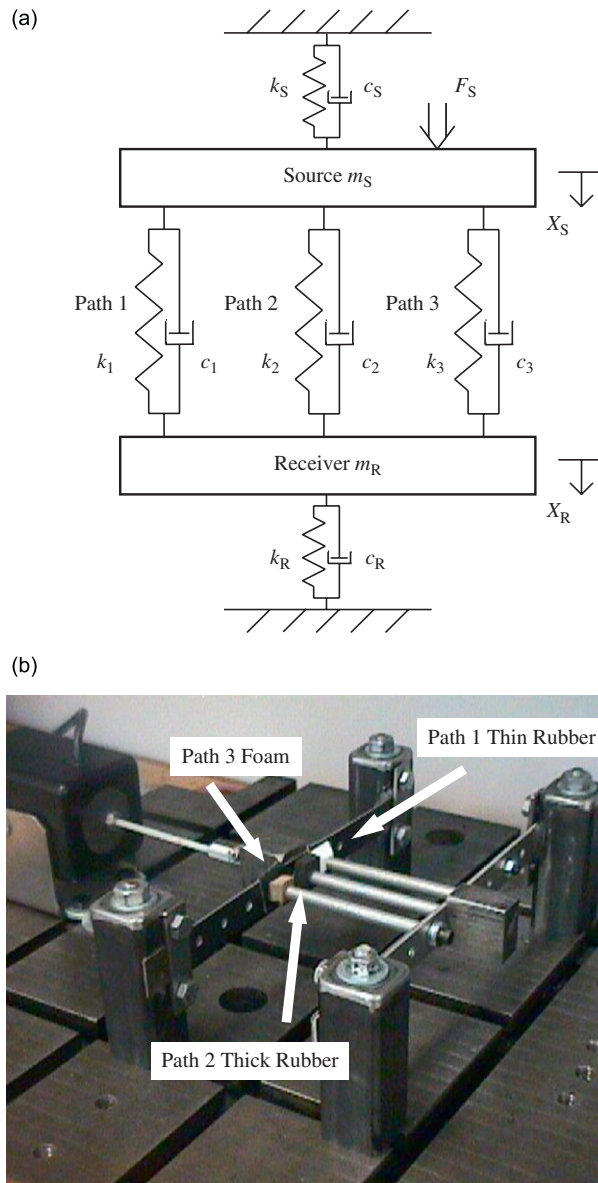 (a)
k_S c_S F_S
Source m_S
X_S
Path 1 Path 2 Path 3
k_1 c_1 k_2 c_2 k_3 c_3
Receiver m_R
X_R
k_R c_R
(b)
Path 1 Thin Rubber
Path 3 Foam
Path 2 Thick Rubber